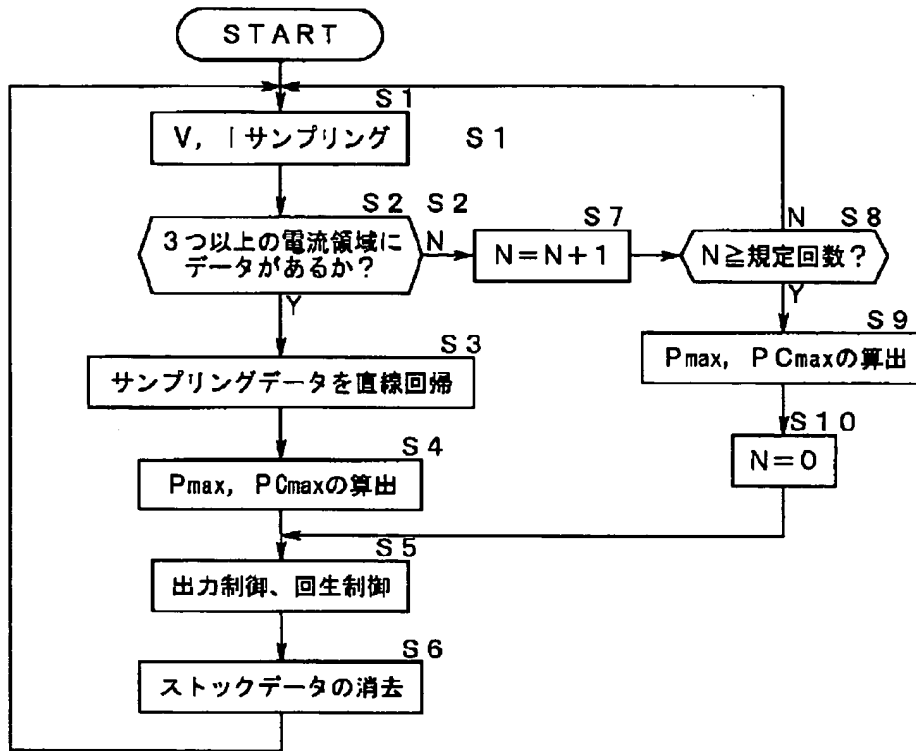 START
S1
V, Iサンプリング
S1
S2
S2
3つ以上の電流領域に
データがあるか?
N
Y
S7
N=N+1
N
S8
N≧規定回数?
Y
S9
Pmax, PCmaxの算出
S10
N=0
S3
サンプリングデータを直線回帰
S4
Pmax, PCmaxの算出
S5
出力制御、回生制御
S6
ストックデータの消去